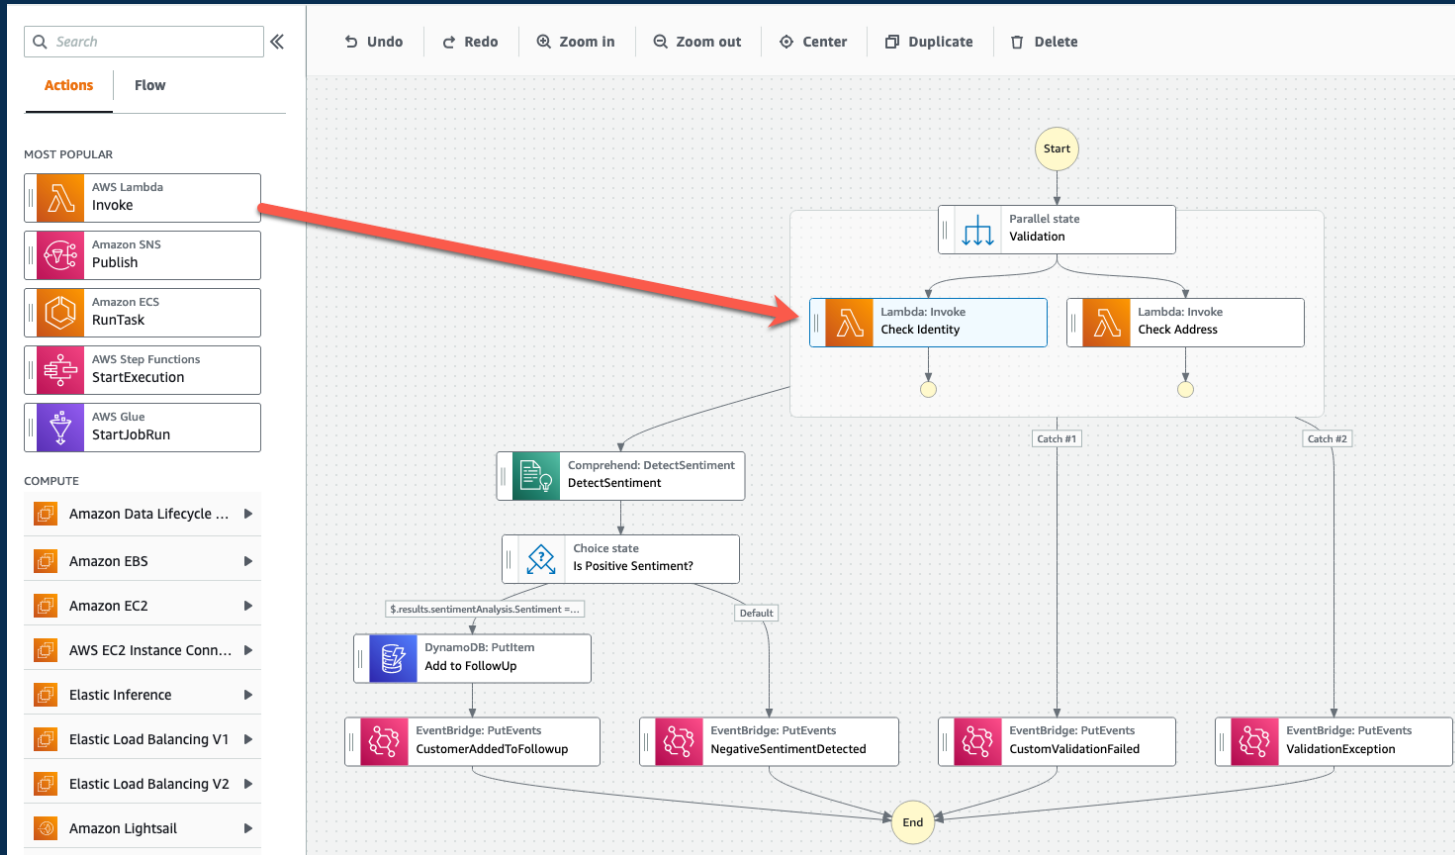 Search
Undo
Redo
Zoom in
Zoom out
Center
Duplicate
Delete
Actions
Flow
MOST POPULAR
AWS Lambda
Invoke
Amazon SNS
Publish
Amazon ECS
RunTask
AWS Step Functions
StartExecution
AWS Glue
StartJobRun
COMPUTE
Amazon Data Lifecycle ...
Amazon EBS
Amazon EC2
AWS EC2 Instance Conn...
Elastic Inference
Elastic Load Balancing V1
Elastic Load Balancing V2
Amazon Lightsail
Start
Parallel state
Validation
Lambda: Invoke
Check Identity
Lambda: Invoke
Check Address
Catch #1
Catch #2
Comprehend: DetectSentiment
DetectSentiment
Choice state
Is Positive Sentiment?
$.results.sentimentAnalysis.Sentiment =...
Default
DynamoDB: PutItem
Add to FollowUp
EventBridge: PutEvents
CustomerAddedToFollowup
EventBridge: PutEvents
NegativeSentimentDetected
EventBridge: PutEvents
CustomValidationFailed
EventBridge: PutEvents
ValidationException
End